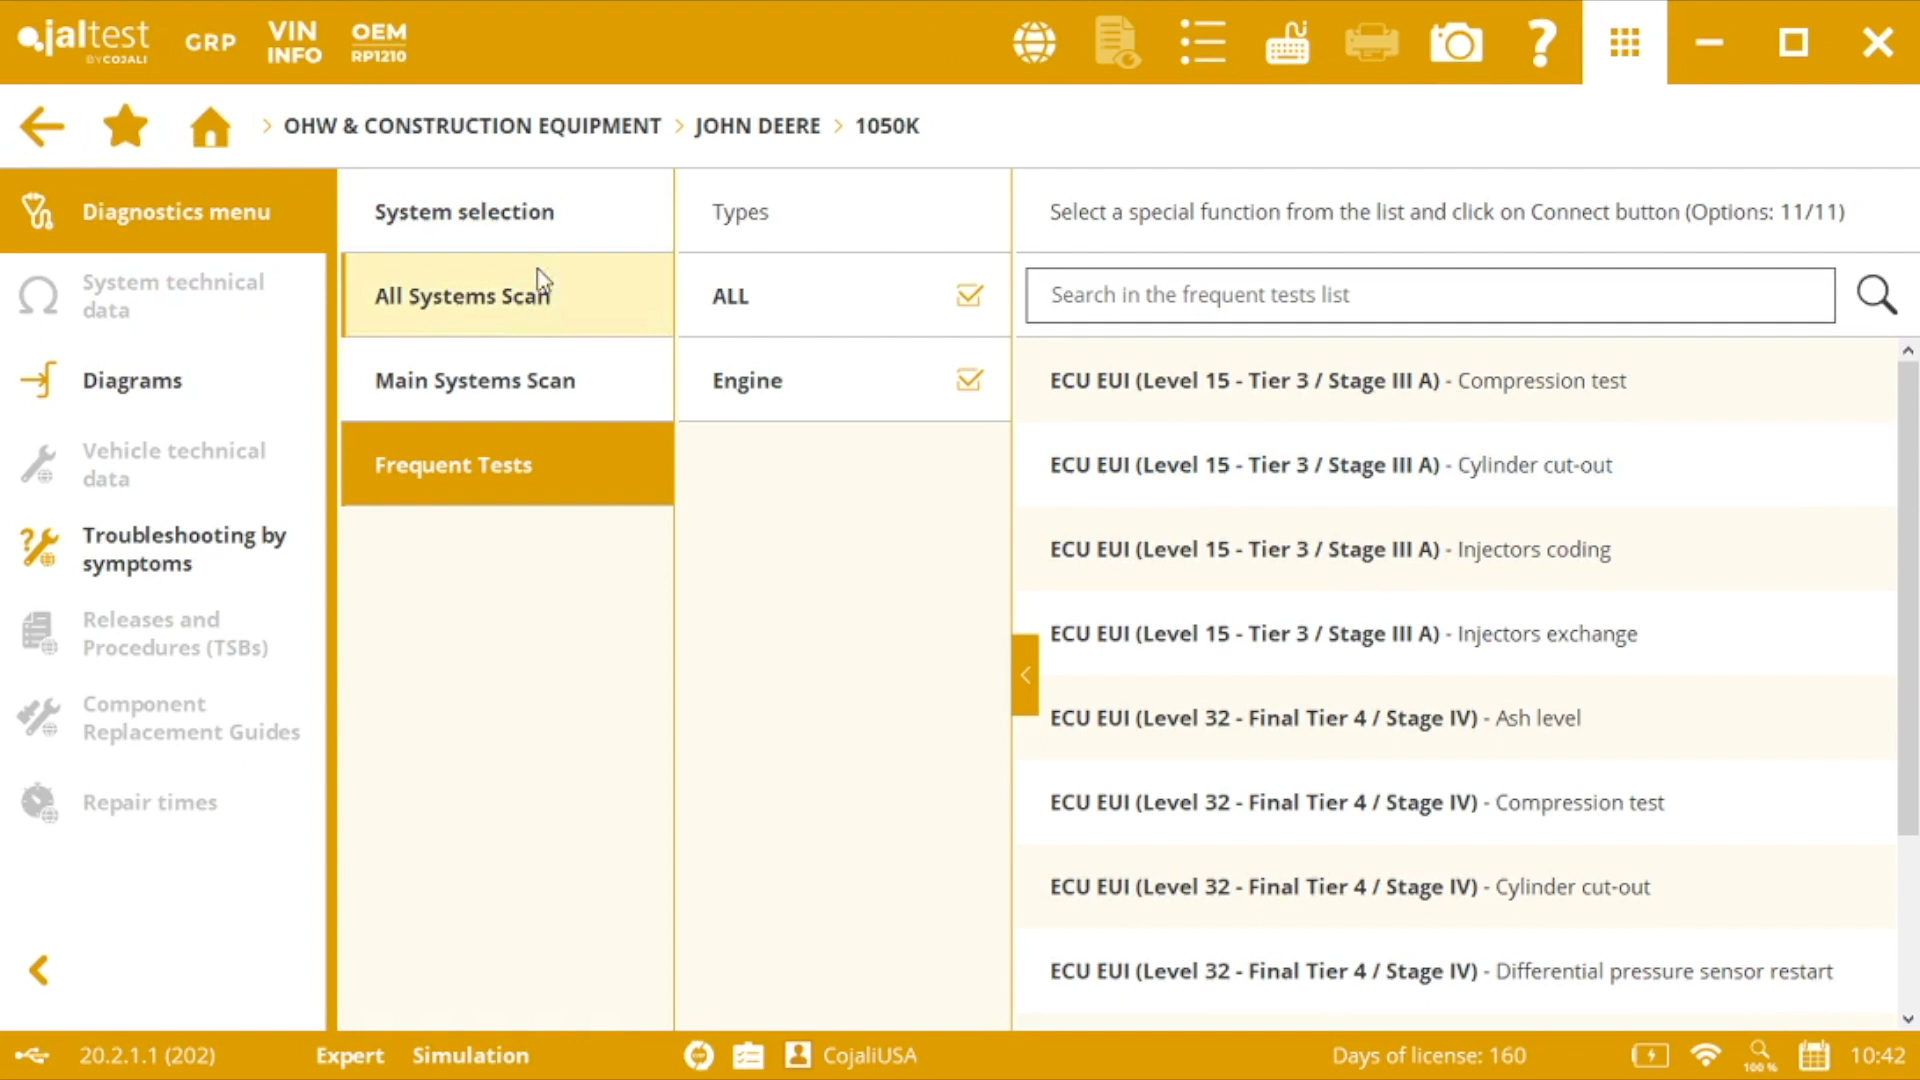 jaltest
BY COJALI
GRP
VIN
INFO
OEM
RP1210
OHW & CONSTRUCTION EQUIPMENT > JOHN DEERE > 1050K
Diagnostics menu
System technical
data
Diagrams
Vehicle technical
data
Troubleshooting by
symptoms
Releases and
Procedures (TSBs)
Component
Replacement Guides
Repair times
System selection
All Systems Scan
Main Systems Scan
Frequent Tests
Types
ALL
Engine
Select a special function from the list and click on Connect button (Options: 11/11)
Search in the frequent tests list
ECU EUI (Level 15 - Tier 3 / Stage III A) - Compression test
ECU EUI (Level 15 - Tier 3 / Stage III A) - Cylinder cut-out
ECU EUI (Level 15 - Tier 3 / Stage III A) - Injectors coding
ECU EUI (Level 15 - Tier 3 / Stage III A) - Injectors exchange
ECU EUI (Level 32 - Final Tier 4 / Stage IV) - Ash level
ECU EUI (Level 32 - Final Tier 4 / Stage IV) - Compression test
ECU EUI (Level 32 - Final Tier 4 / Stage IV) - Cylinder cut-out
ECU EUI (Level 32 - Final Tier 4 / Stage IV) - Differential pressure sensor restart
20.2.1.1 (202)
Expert
Simulation
CojaliUSA
Days of license: 160
100 %
10:42